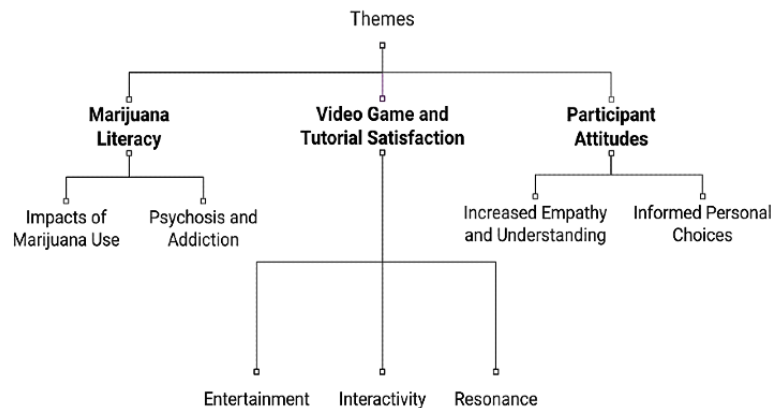 Themes
Marijuana
Literacy
Video Game and
Tutorial Satisfaction
Participant
Attitudes
Impacts of
Marijuana Use
Psychosis and
Addiction
Increased Empathy
and Understanding
Informed Personal
Choices
Entertainment
Interactivity
Resonance